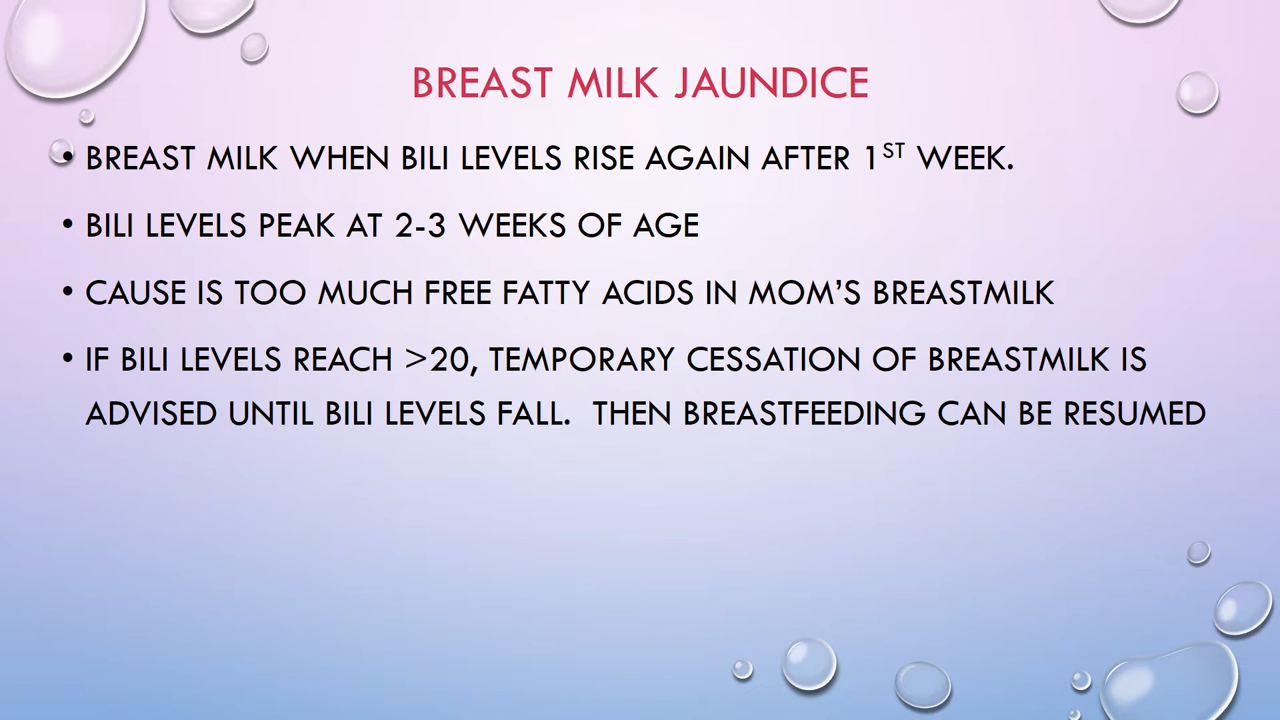 BREAST MILK JAUNDICE
• BREAST MILK WHEN BILI LEVELS RISE AGAIN AFTER 1ST WEEK.
• BILI LEVELS PEAK AT 2-3 WEEKS OF AGE
• CAUSE IS TOO MUCH FREE FATTY ACIDS IN MOM’S BREASTMILK
• IF BILI LEVELS REACH >20, TEMPORARY CESSATION OF BREASTMILK IS
ADVISED UNTIL BILI LEVELS FALL.  THEN BREASTFEEDING CAN BE RESUMED